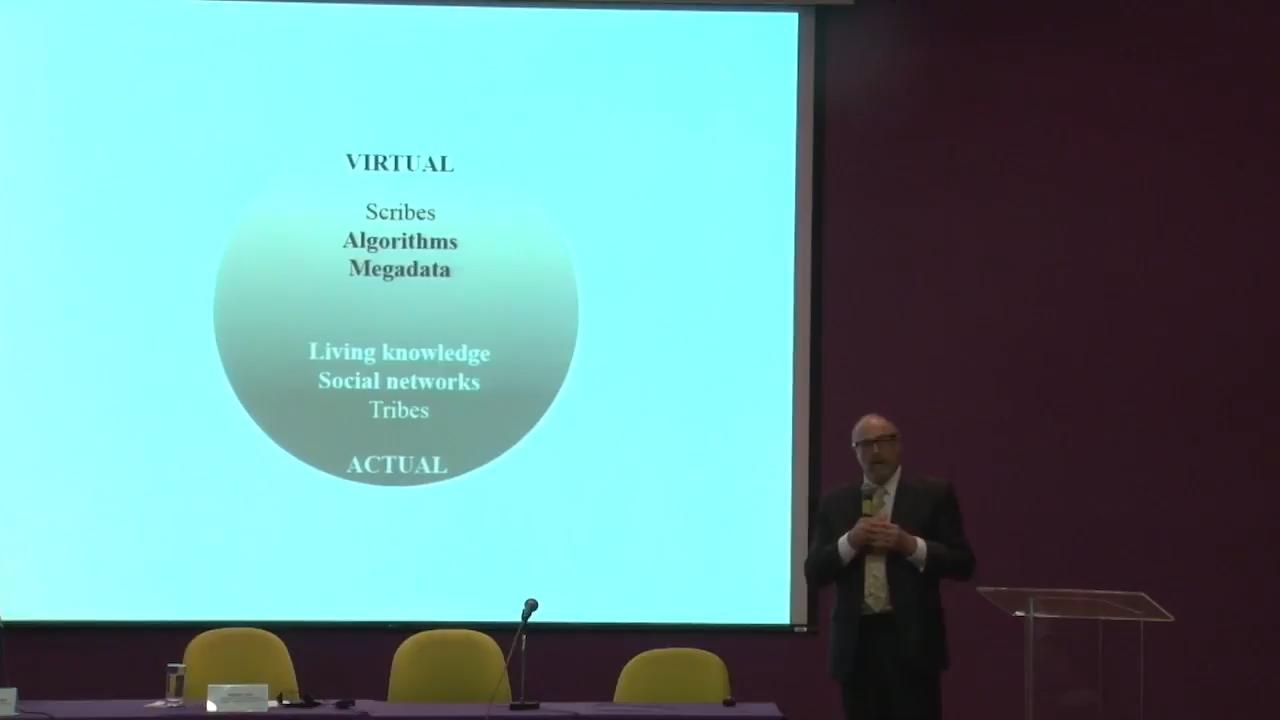 VIRTUAL
Scribes
Algorithms
Megadata
Living knowledge
Social networks
Tribes
ACTUAL